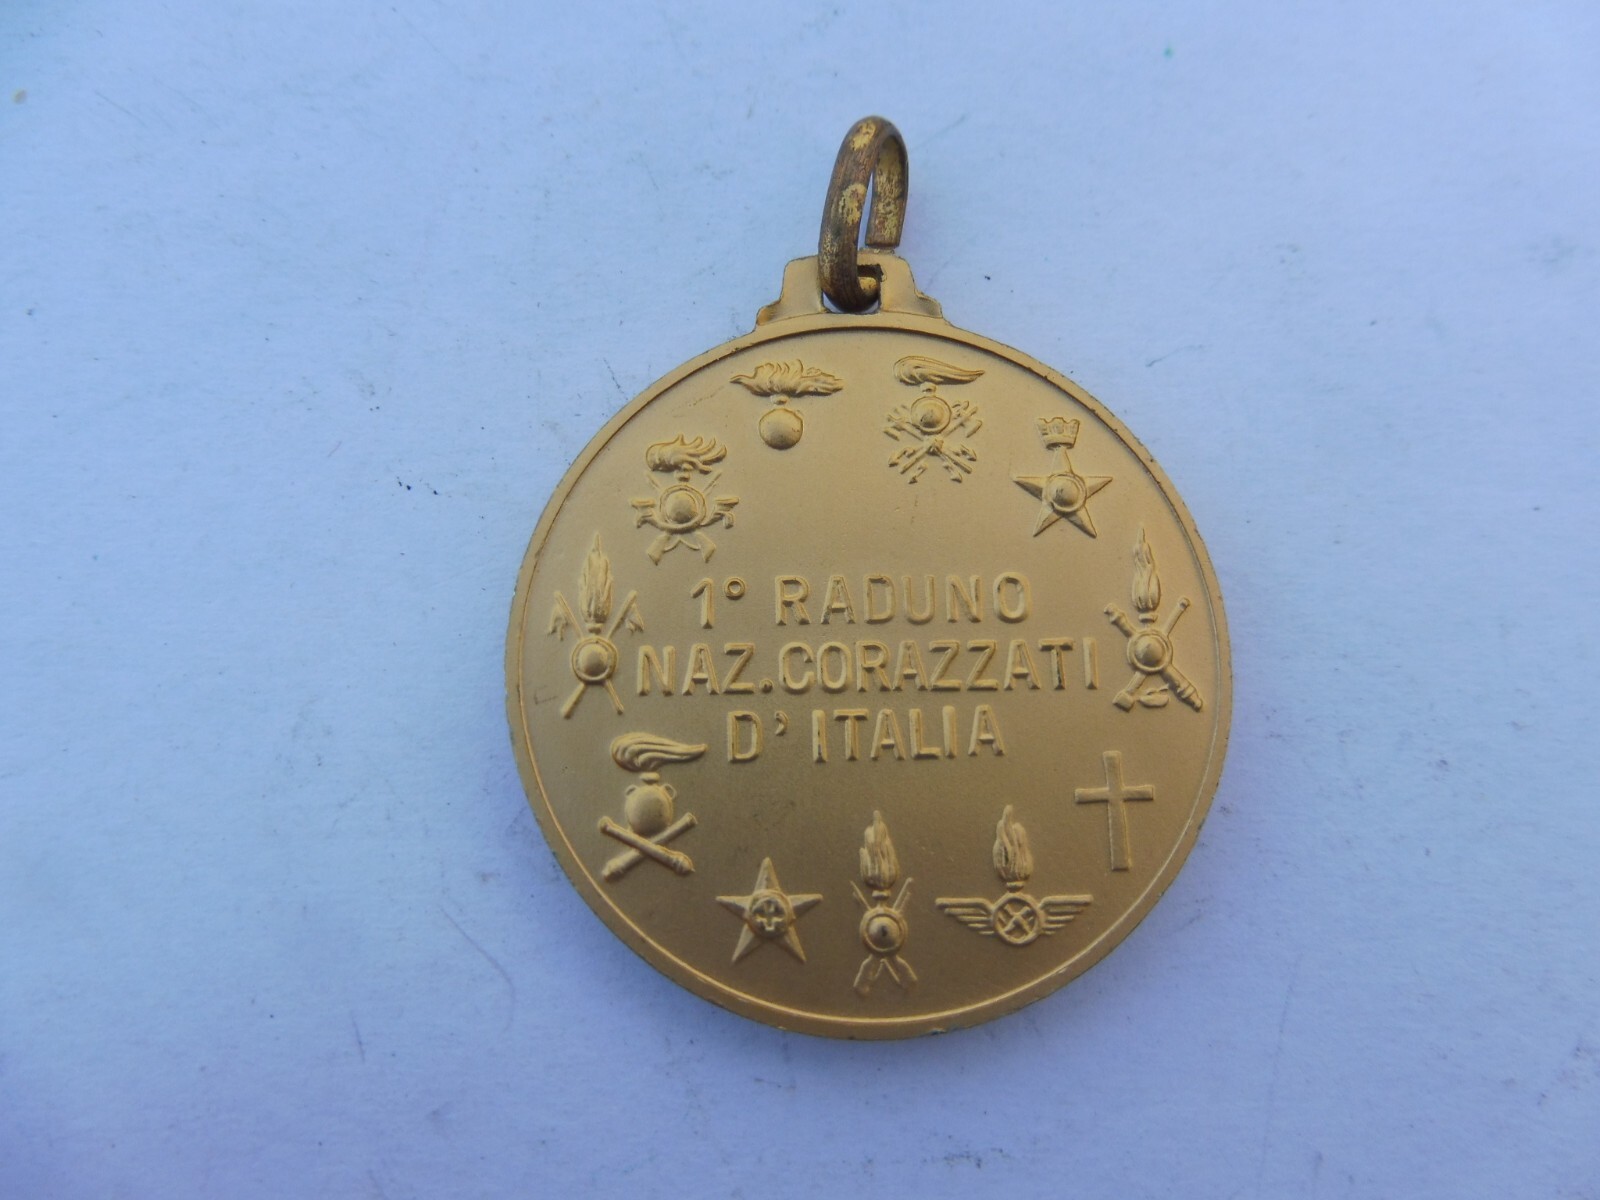 1° RADUNO
NAZ. CORAZZATI
D' ITALIA